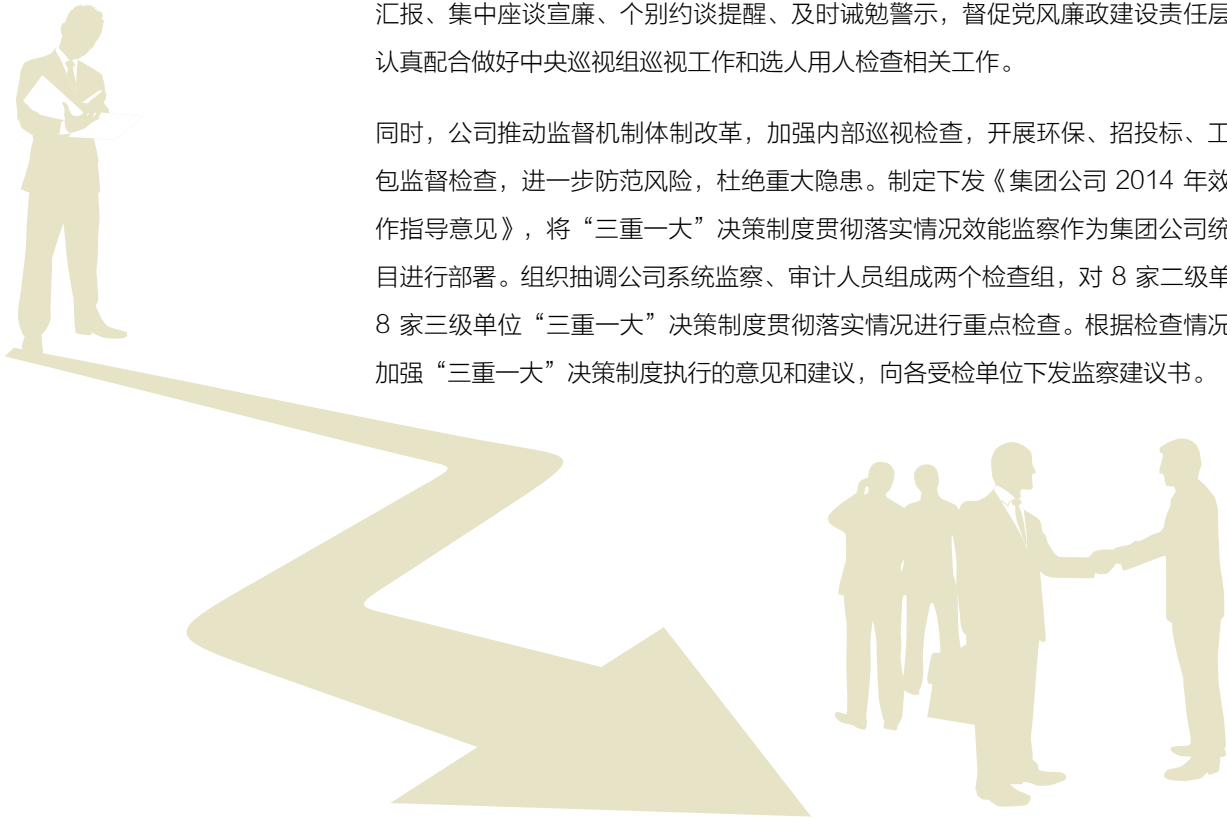 汇报、集中座谈宣廉、个别约谈提醒、及时诫勉警示，督促党风廉政建设责任层
认真配合做好中央巡视组巡视工作和选人用人检查相关工作。
同时，公司推动监督机制体制改革，加强内部巡视检查，开展环保、招投标、工
包监督检查，进一步防范风险，杜绝重大隐患。制定下发《集团公司 2014 年效
作指导意见》，将“三重一大”决策制度贯彻落实情况效能监察作为集团公司统
目进行部署。组织抽调公司系统监察、审计人员组成两个检查组，对 8 家二级单
8 家三级单位“三重一大”决策制度贯彻落实情况进行重点检查。根据检查情况
加强“三重一大”决策制度执行的意见和建议，向各受检单位下发监察建议书。